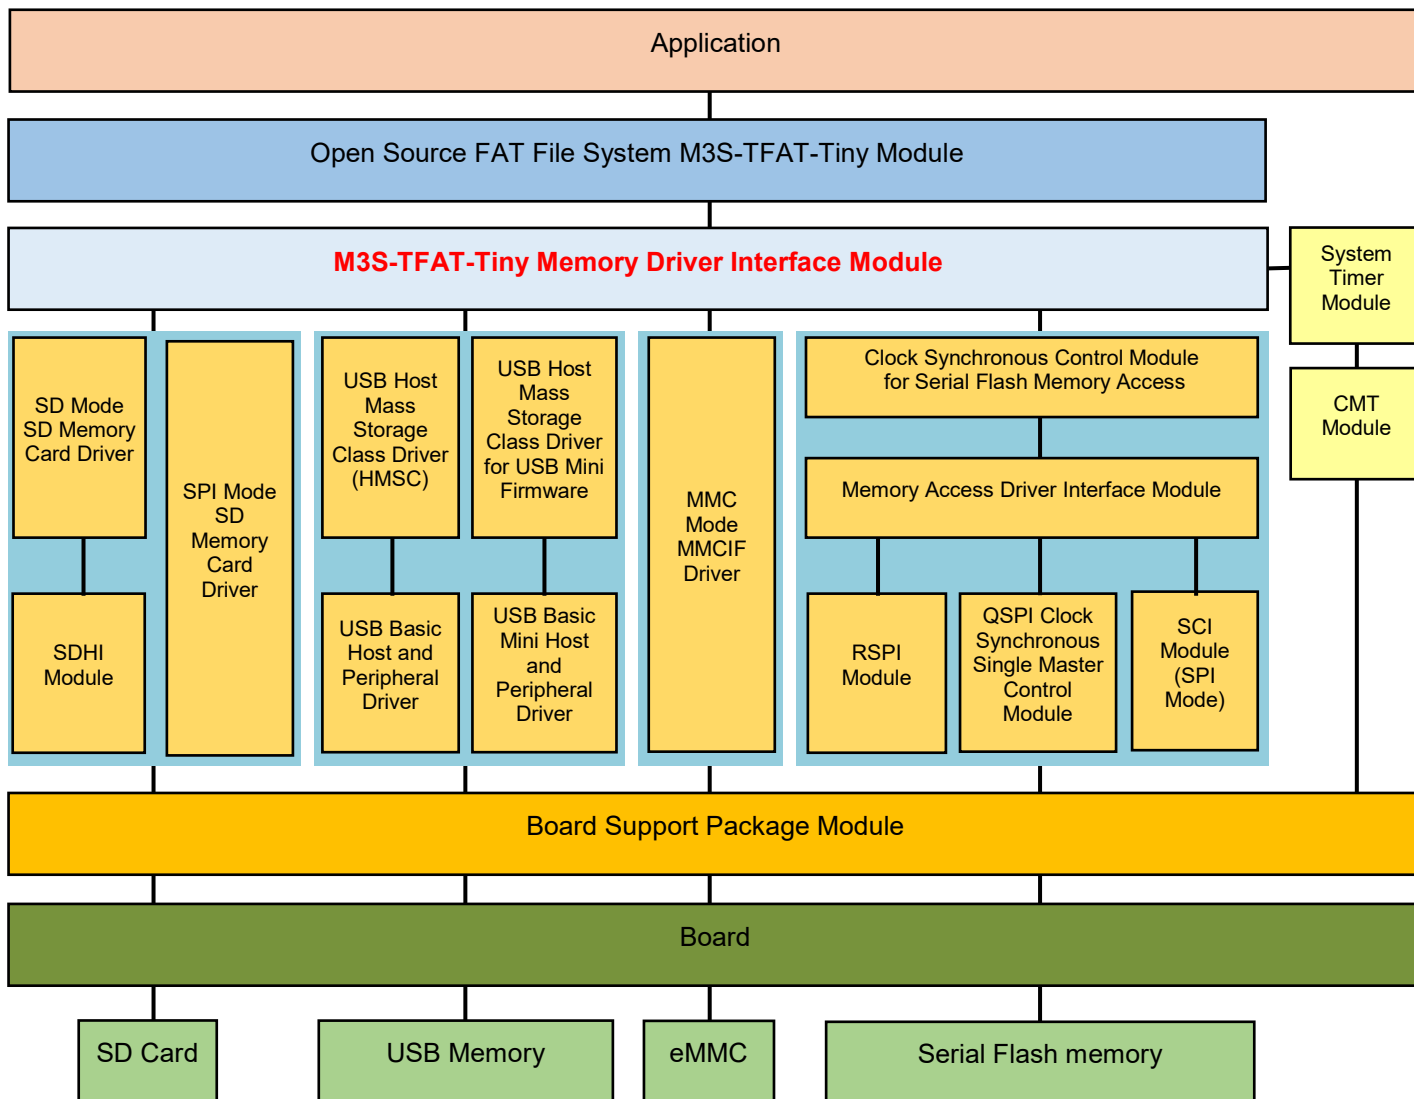 Application
Open Source FAT File System M3S-TFAT-Tiny Module
M3S-TFAT-Tiny Memory Driver Interface Module
System
Timer
Module
CMT
Module
SD Mode
SD Memory
Card Driver
SDHI
Module
SPI Mode
SD
Memory
Card
Driver
USB Host
Mass
Storage
Class Driver
(HMSC)
USB Basic
Host and
Peripheral
Driver
USB Host
Mass
Storage
Class Driver
for USB Mini
Firmware
USB Basic
Mini Host
and
Peripheral
Driver
MMC
Mode
MMCIF
Driver
Clock Synchronous Control Module
for Serial Flash Memory Access
Memory Access Driver Interface Module
RSPI
Module
QSPI Clock
Synchronous
Single Master
Control
Module
SCI
Module
(SPI
Mode)
Board Support Package Module
Board
SD Card
USB Memory
eMMC
Serial Flash memory